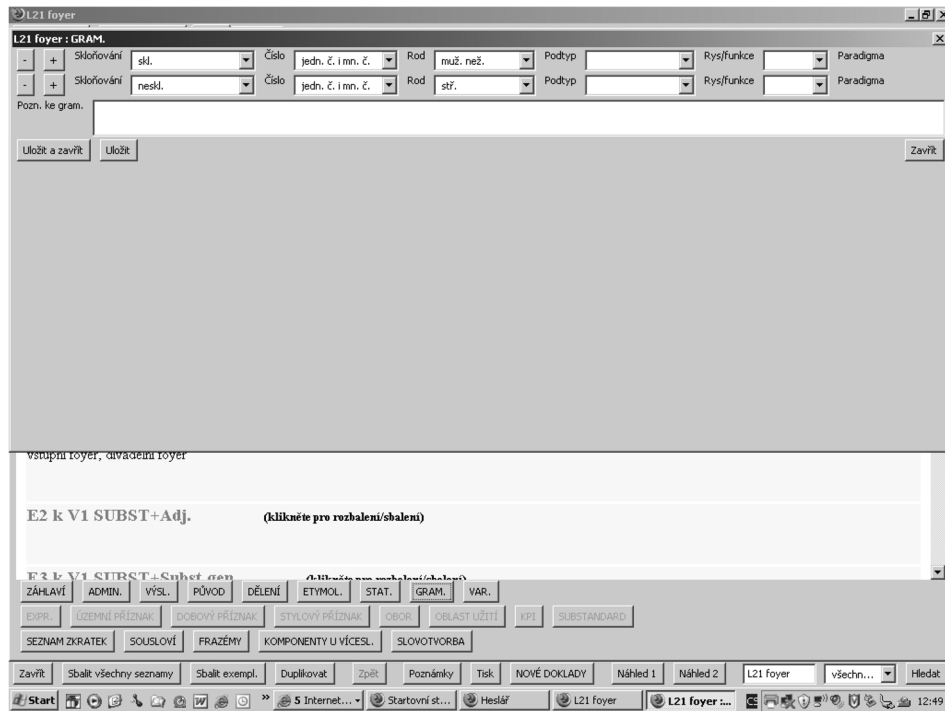 L21 foyer
L21 foyer : GRAM.
- + Skloňování skl. Číslo jedn. č. i mn. č. Rod muž. než. Podtyp Rys/funkce Paradigma
- + Skloňování neskl. Číslo jedn. č. i mn. č. Rod stř. Podtyp Rys/funkce Paradigma
Pozn. ke gram.
Uložit a zavřít Uložit Zavřít
vstupní foyer, divadelní foyer
E2 k V1 SUBST+Adj. (klikněte pro rozbalení/sbalení)
E3 k V1 SUBST+Subst.gen. (klikněte pro rozbalení/sbalení)
ZÁHLAVÍ ADMIN. VÝSL. PŮVOD DĚLENÍ ETYMOL. STAT. GRAM. VAR.
EXPR. ÚZEMNÍ PŘÍZNAK DOBOVÝ PŘÍZNAK STYLOVÝ PŘÍZNAK OBOR OBLAST UŽITÍ KPI SUBSTANDARD
SEZNAM ZKRATEK SOUSLOVÍ FRAZÉMY KOMPONENTY U VÍCESL. SLOVOTVORBA
Zavřít Sbalit všechny seznamy Sbalit exempl. Duplikovat Zpět Poznámky Tisk NOVÉ DOKLADY Náhled 1 Náhled 2 L21 foyer všechn... Hledat
Start » 5 Internet... Startovní st... Heslář L21 foyer L21 foyer :... CS 12:49